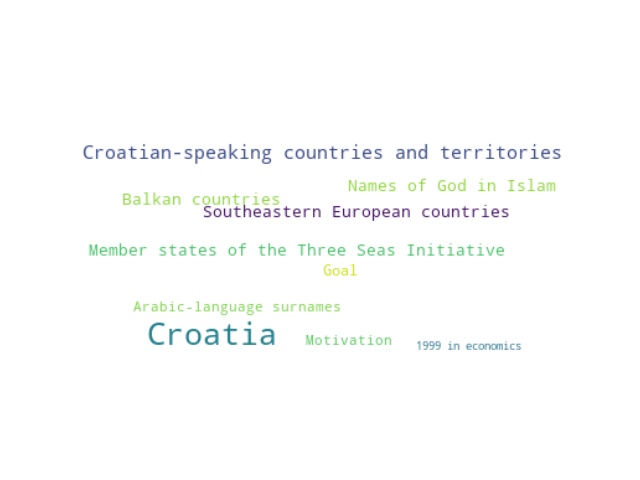 Croatian-speaking countries and territories
Names of God in Islam
Balkan countries
Southeastern European countries
Member states of the Three Seas Initiative
Goal
Arabic-language surnames
Croatia
Motivation
1999 in economics